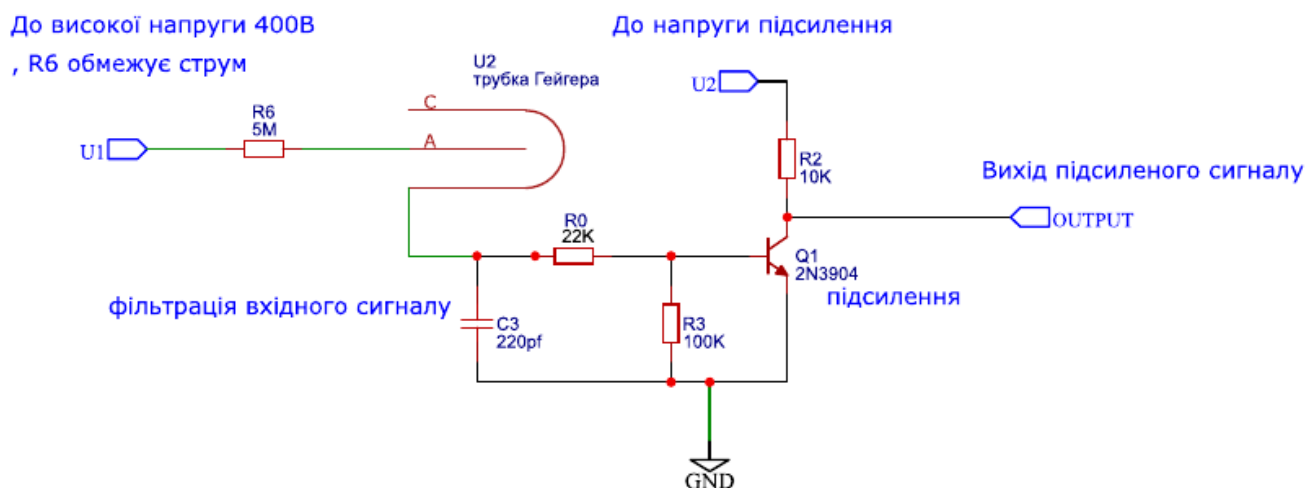 До високої напруги 400В
, R6 обмежує струм
До напруги підсилення
U2
трубка Гейгера
C
U2
R6
5M
A
U1
R2
10K
Вихід підсиленого сигналу
OUTPUT
R0
22K
Q1
2N3904
підсилення
фільтрація вхідного сигналу
C3
220pf
R3
100K
GND